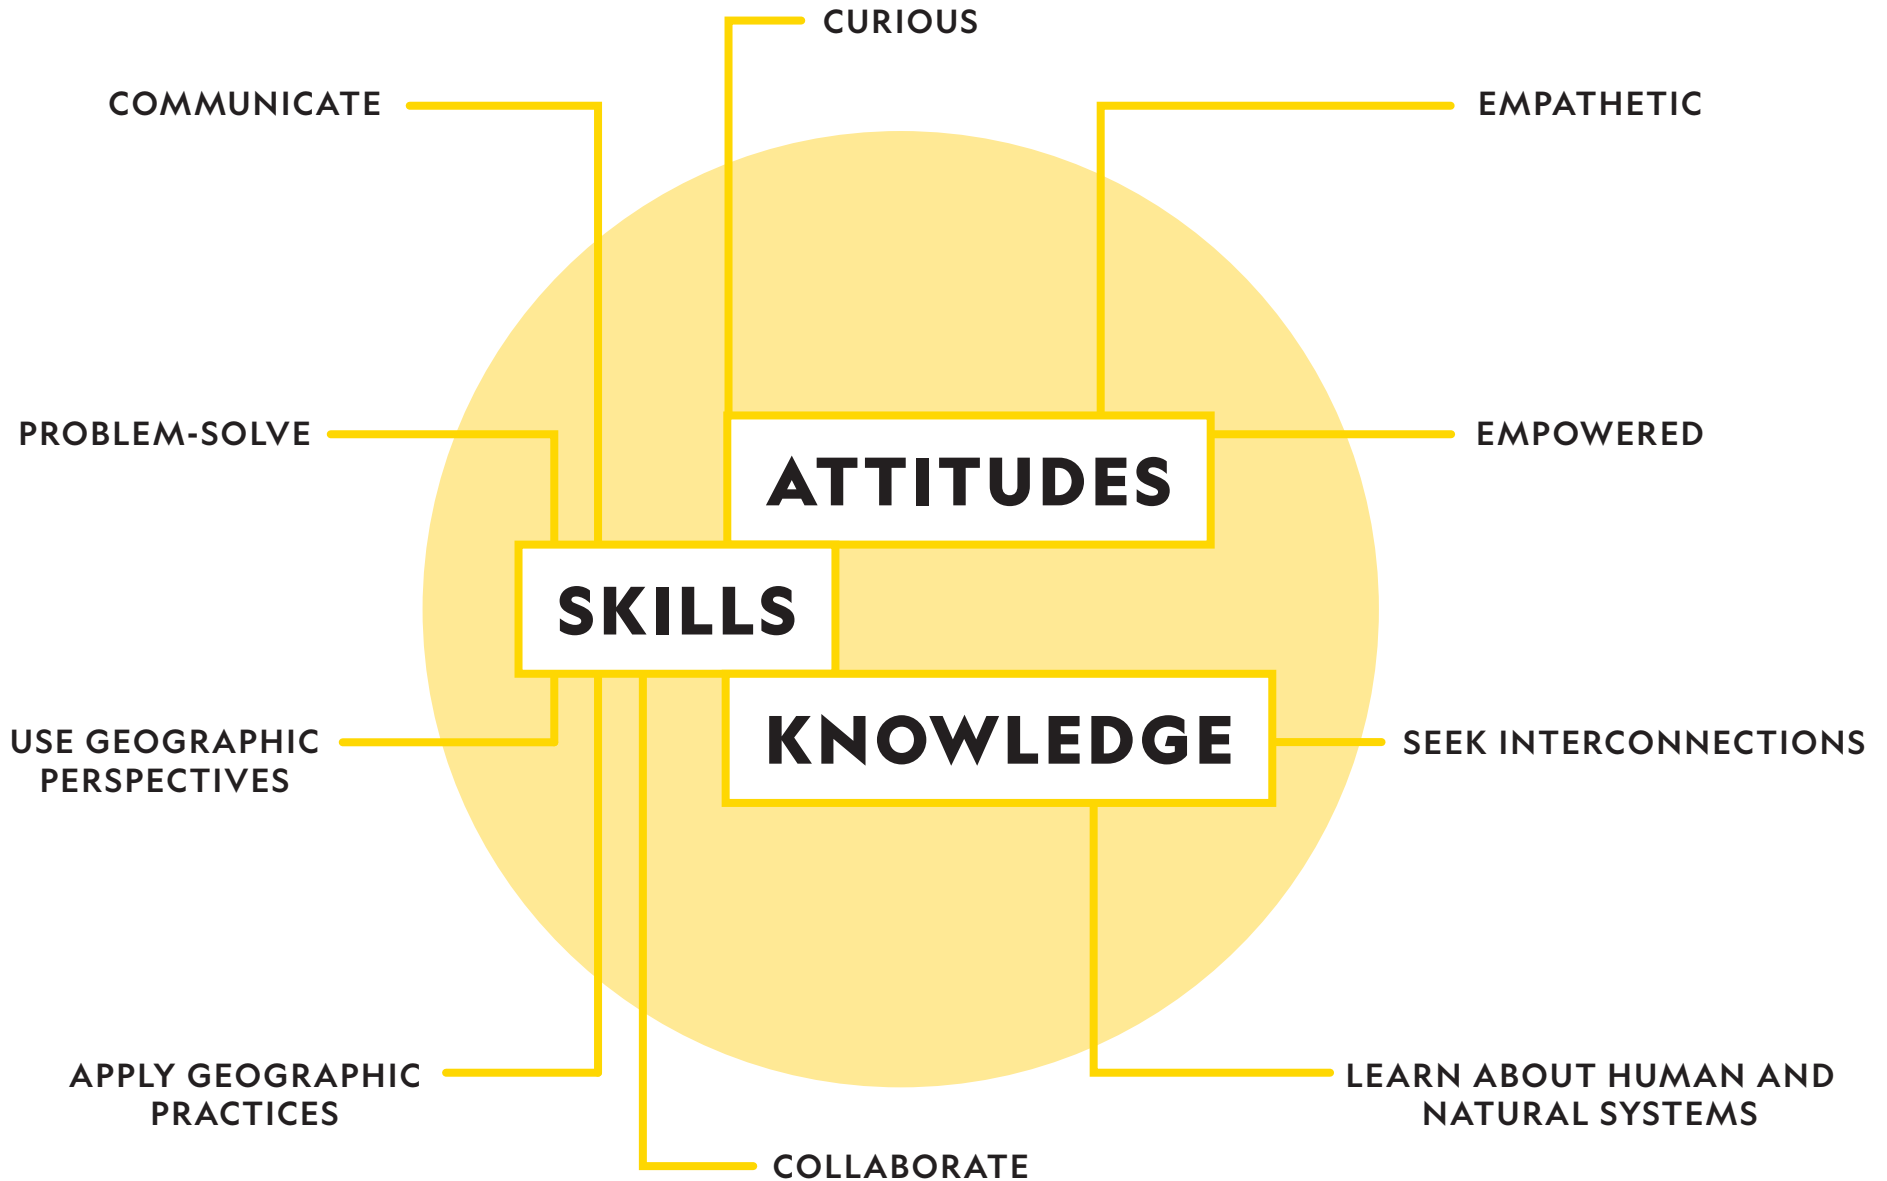 CURIOUS
COMMUNICATE
EMPATHETIC
PROBLEM-SOLVE
EMPOWERED
ATTITUDES
SKILLS
KNOWLEDGE
USE GEOGRAPHIC
PERSPECTIVES
SEEK INTERCONNECTIONS
APPLY GEOGRAPHIC
PRACTICES
LEARN ABOUT HUMAN AND
NATURAL SYSTEMS
COLLABORATE